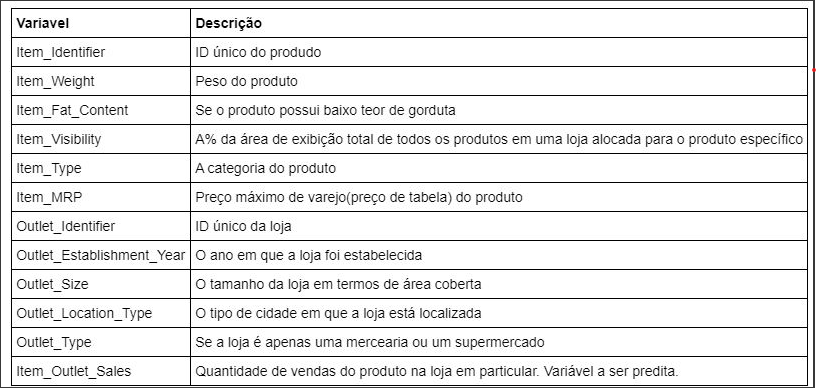 Variavel Descrição
Item_Identifier ID único do produdo
Item_Weight Peso do produto
Item_Fat_Content Se o produto possui baixo teor de gorduta
Item_Visibility A% da área de exibição total de todos os produtos em uma loja alocada para o produto específico
Item_Type A categoria do produto
Item_MRP Preço máximo de varejo(preço de tabela) do produto
Outlet_Identifier ID único da loja
Outlet_Establishment_Year O ano em que a loja foi estabelecida
Outlet_Size O tamanho da loja em termos de área coberta
Outlet_Location_Type O tipo de cidade em que a loja está localizada
Outlet_Type Se a loja é apenas uma mercearia ou um supermercado
Item_Outlet_Sales Quantidade de vendas do produto na loja em particular. Variável a ser predita.